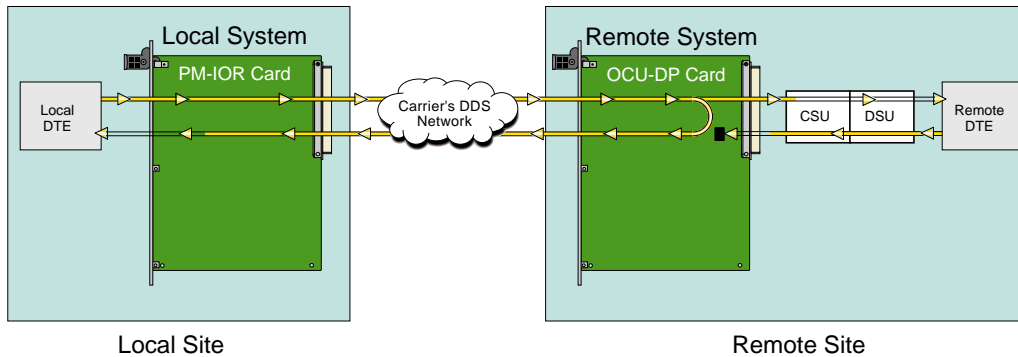 Local System
Remote System
PM-IOR Card
OCU-DP Card
Local
DTE
Carrier's DDS
Network
CSU
DSU
Remote
DTE
Local Site
Remote Site